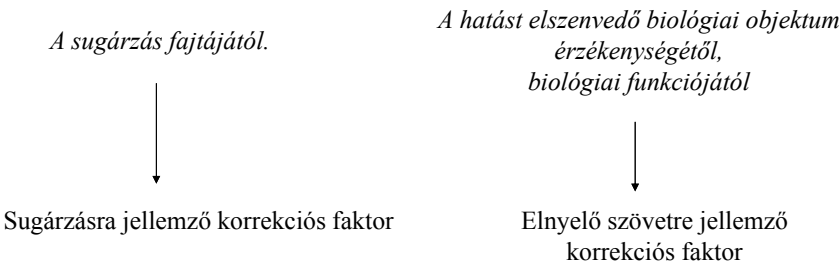 A sugárzás fajtájától.
A hatást elszenvedő biológiai objektum
érzékenységétől,
biológiai funkciójától
Sugárzásra jellemző korrekciós faktor
Elnyelő szövetre jellemző
korrekciós faktor